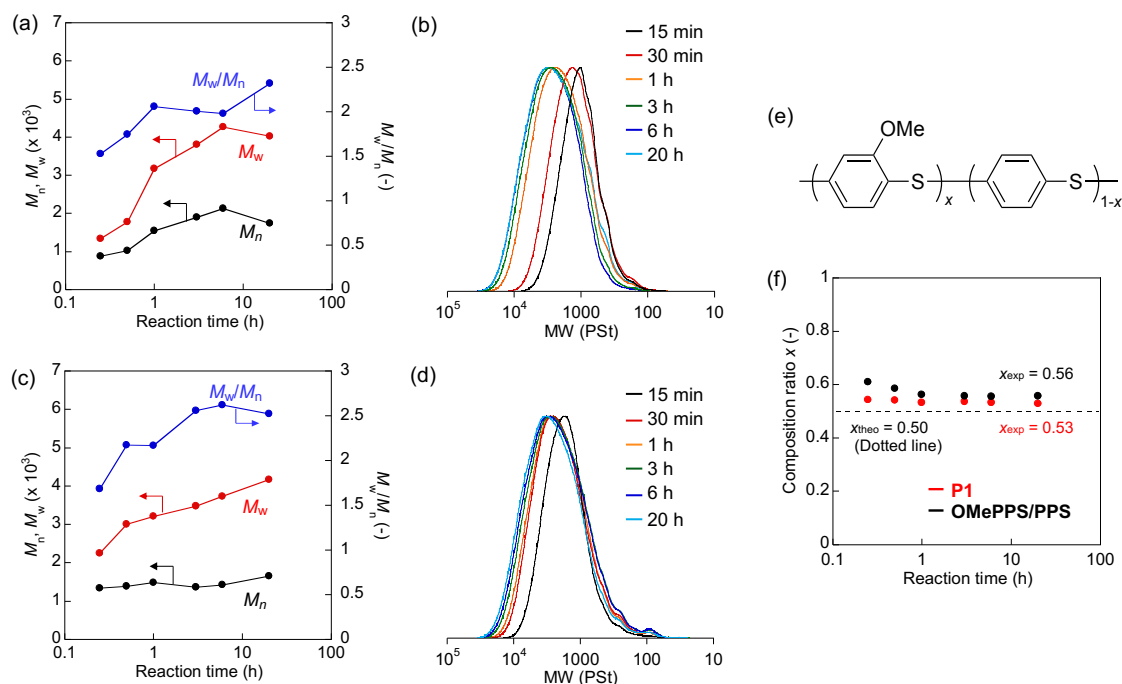 (a)
7
6
5
4
3
2
1
0
Mn, Mw (x 10³)
3
2.5
2
1.5
1
0.5
0
Mw/Mn (-)
Mw/Mn
Mw
Mn
0.1
1
10
100
Reaction time (h)
(b)
15 min
30 min
1 h
3 h
6 h
20 h
10⁵
10⁴
1000
100
10
MW (PSt)
(c)
7
6
5
4
3
2
1
0
Mn, Mw (x 10³)
3
2.5
2
1.5
1
0.5
0
Mw/Mn (-)
Mw/Mn
Mw
Mn
0.1
1
10
100
Reaction time (h)
(d)
15 min
30 min
1 h
3 h
6 h
20 h
10⁵
10⁴
1000
100
10
MW (PSt)
(e)
OMe
S
x
S
1-x
(f)
1
0.8
0.6
0.4
0.2
0
Composition ratio x (-)
xexp = 0.56
xtheo = 0.50
(Dotted line)
xexp = 0.53
P1
OMePPS/PPS
0.1
1
10
100
Reaction time (h)